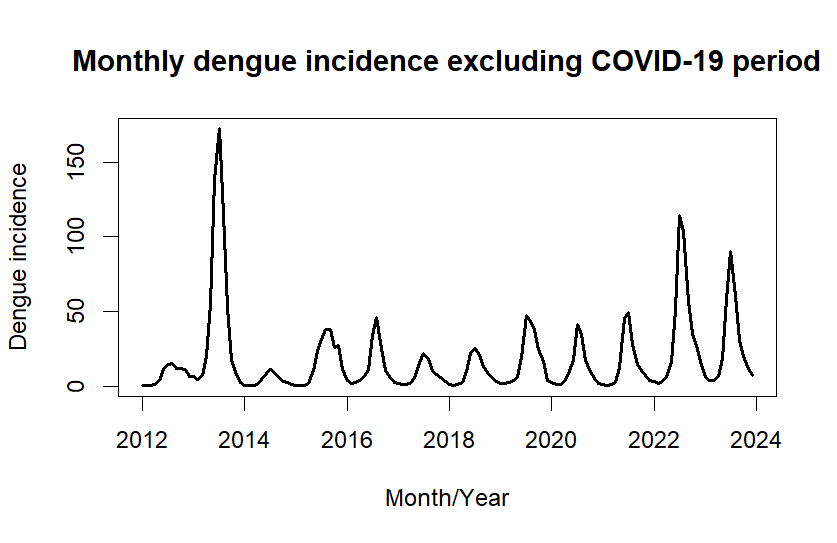 Monthly dengue incidence excluding COVID-19 period
Dengue incidence
150
100
50
0
2012 2014 2016 2018 2020 2022 2024
Month/Year